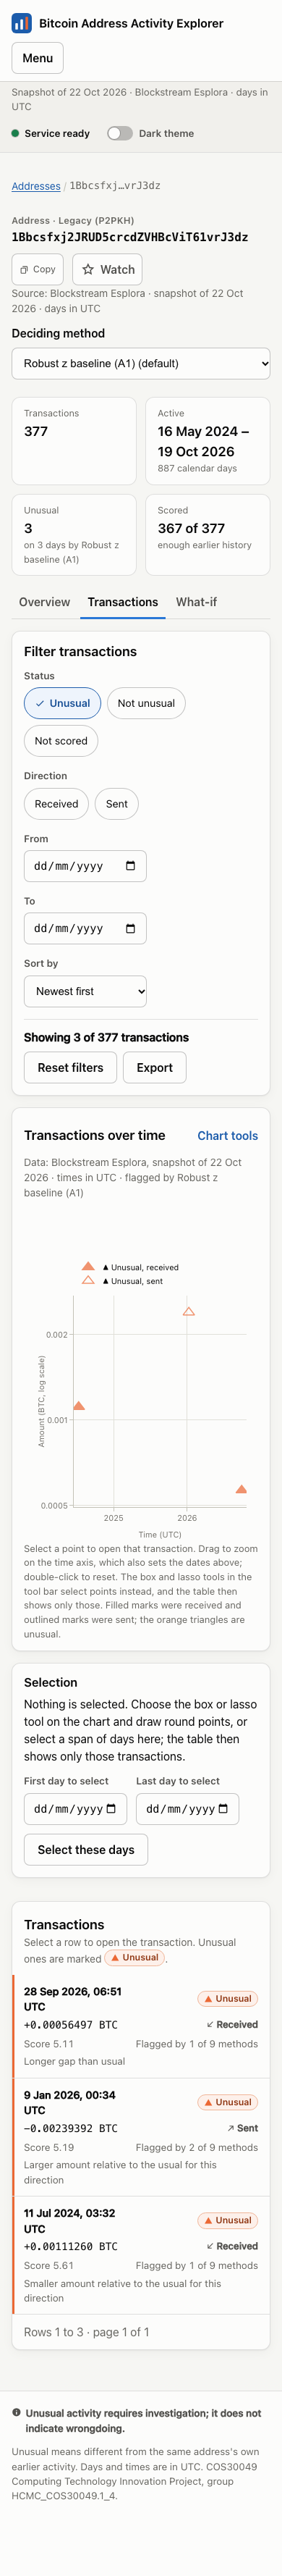 Bitcoin Address Activity Explorer
Menu
Snapshot of 22 Oct 2026 · Blockstream Esplora · days in
UTC
Service ready
Dark theme
Addresses / 1Bbcsfxj…vrJ3dz
Address · Legacy (P2PKH)
1Bbcsfxj2JRUD5crcdZVHBcViT61vrJ3dz
Copy
Watch
Source: Blockstream Esplora · snapshot of 22 Oct
2026 · days in UTC
Deciding method
Robust z baseline (A1) (default)
Transactions
377
Active
16 May 2024 –
19 Oct 2026
887 calendar days
Unusual
3
on 3 days by Robust z
baseline (A1)
Scored
367 of 377
enough earlier history
Overview
Transactions
What-if
Filter transactions
Status
✓ Unusual
Not unusual
Not scored
Direction
Received
Sent
From
dd/mm/yyyy
To
dd/mm/yyyy
Sort by
Newest first
Showing 3 of 377 transactions
Reset filters
Export
Transactions over time
Chart tools
Data: Blockstream Esplora, snapshot of 22 Oct
2026 · times in UTC · flagged by Robust z
baseline (A1)
▲ Unusual, received
▲ Unusual, sent
Amount (BTC, log scale)
0.002
0.001
0.0005
2025
2026
Time (UTC)
Select a point to open that transaction. Drag to zoom
on the time axis, which also sets the dates above;
double-click to reset. The box and lasso tools in the
tool bar select points instead, and the table then
shows only those. Filled marks were received and
outlined marks were sent; the orange triangles are
unusual.
Selection
Nothing is selected. Choose the box or lasso
tool on the chart and draw round points, or
select a span of days here; the table then
shows only those transactions.
First day to select
Last day to select
dd/mm/yyyy
dd/mm/yyyy
Select these days
Transactions
Select a row to open the transaction. Unusual
ones are marked ▲ Unusual.
28 Sep 2026, 06:51
UTC
▲ Unusual
+0.00056497 BTC
↙ Received
Score 5.11
Flagged by 1 of 9 methods
Longer gap than usual
9 Jan 2026, 00:34
UTC
▲ Unusual
−0.00239392 BTC
↗ Sent
Score 5.19
Flagged by 2 of 9 methods
Larger amount relative to the usual for this
direction
11 Jul 2024, 03:32
UTC
▲ Unusual
+0.00111260 BTC
↙ Received
Score 5.61
Flagged by 1 of 9 methods
Smaller amount relative to the usual for this
direction
Rows 1 to 3 · page 1 of 1
Unusual activity requires investigation; it does not
indicate wrongdoing.
Unusual means different from the same address's own
earlier activity. Days and times are in UTC. COS30049
Computing Technology Innovation Project, group
HCMC_COS30049.1_4.